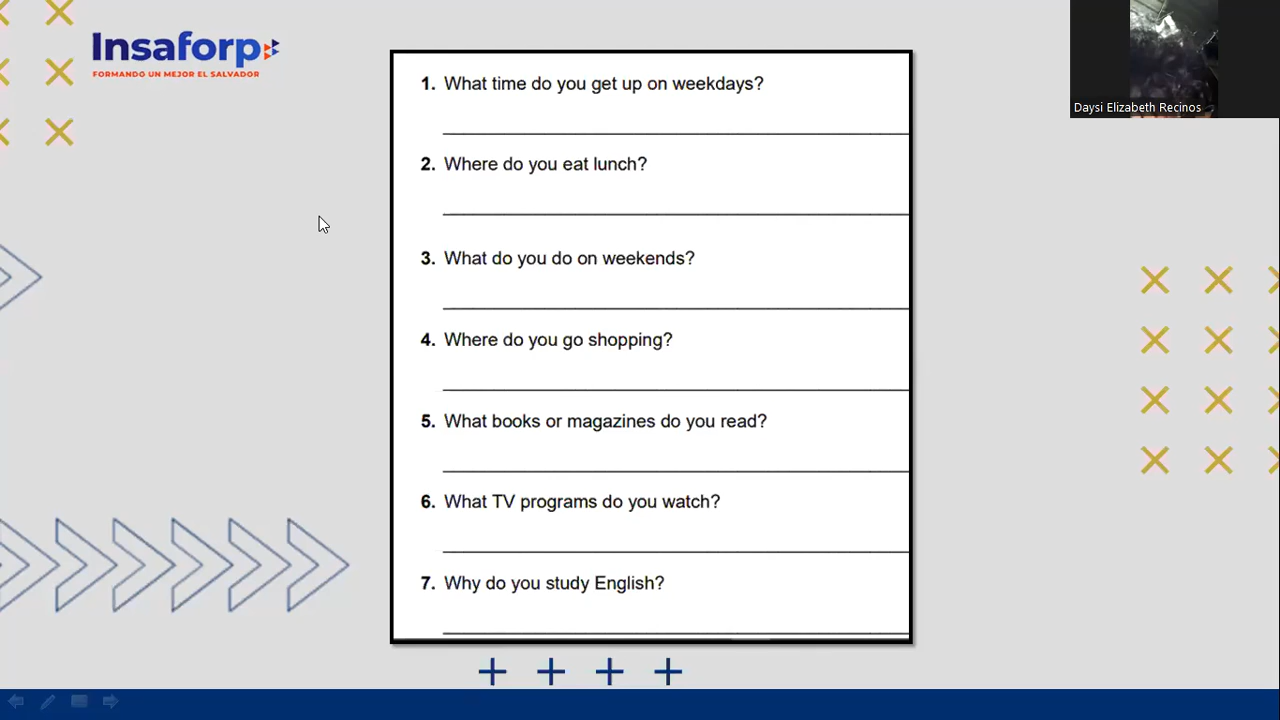 Insaforp
FORMANDO UN MEJOR EL SALVADOR
Daysi Elizabeth Recinos
1. What time do you get up on weekdays?
2. Where do you eat lunch?
3. What do you do on weekends?
4. Where do you go shopping?
5. What books or magazines do you read?
6. What TV programs do you watch?
7. Why do you study English?